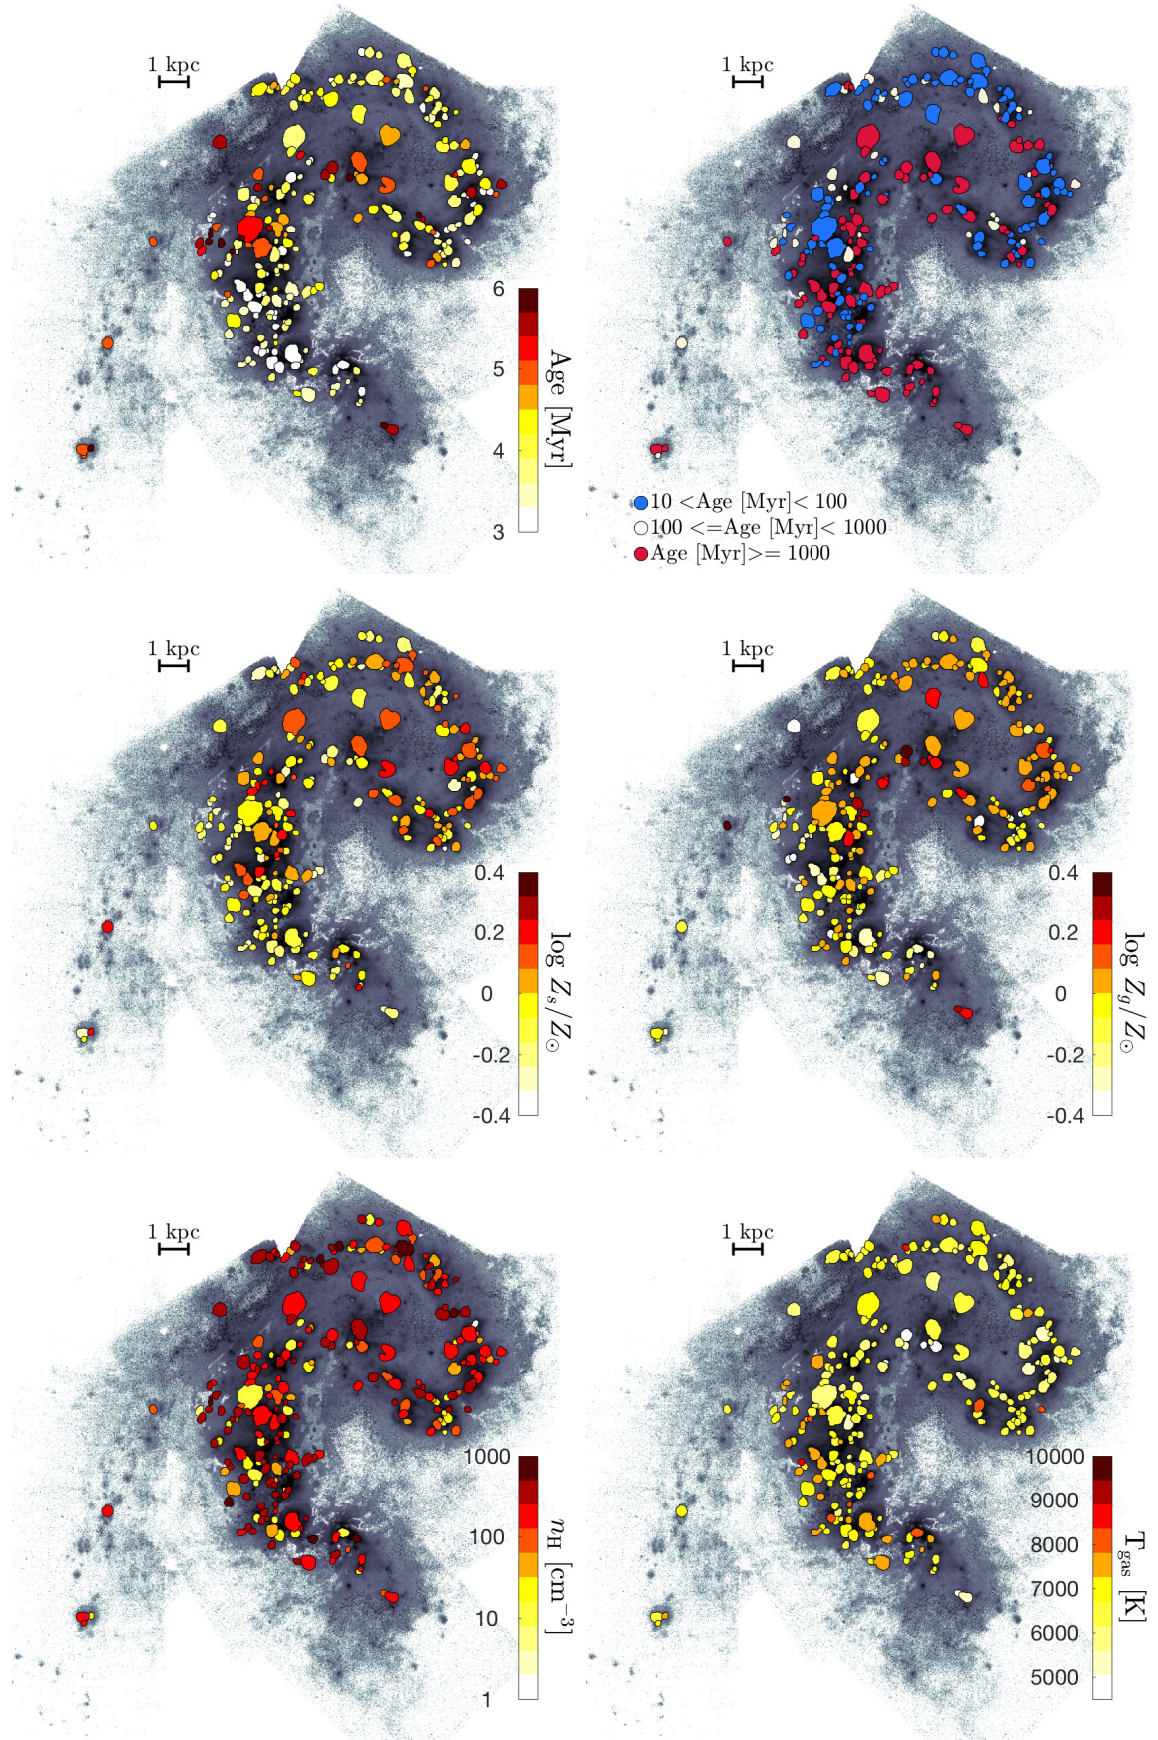 1 kpc
6
5
4
3
Age [Myr]
1 kpc
10 <Age [Myr]< 100
100 <=Age [Myr]< 1000
Age [Myr]>= 1000
1 kpc
0.4
0.2
0
-0.2
-0.4
log Z_s/Z_⊙
1 kpc
0.4
0.2
0
-0.2
-0.4
log Z_g/Z_⊙
1 kpc
1000
100
10
1
n_H [cm⁻³]
1 kpc
10000
9000
8000
7000
6000
5000
T_gas [K]